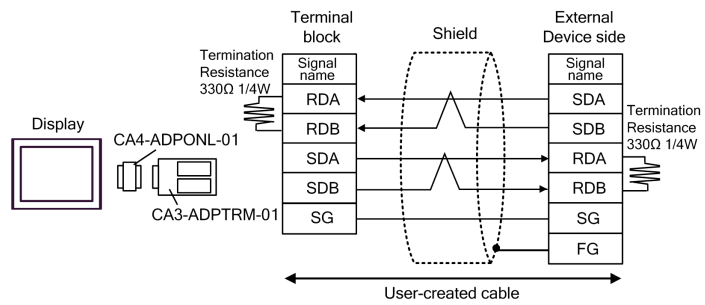 Terminal
block
Shield
External
Device side
Termination
Resistance
330Ω 1/4W
Signal
name
RDA
RDB
SDA
SDB
SG
Signal
name
SDA
SDB
RDA
RDB
SG
FG
Termination
Resistance
330Ω 1/4W
Display
CA4-ADPONL-01
CA3-ADPTRM-01
User-created cable